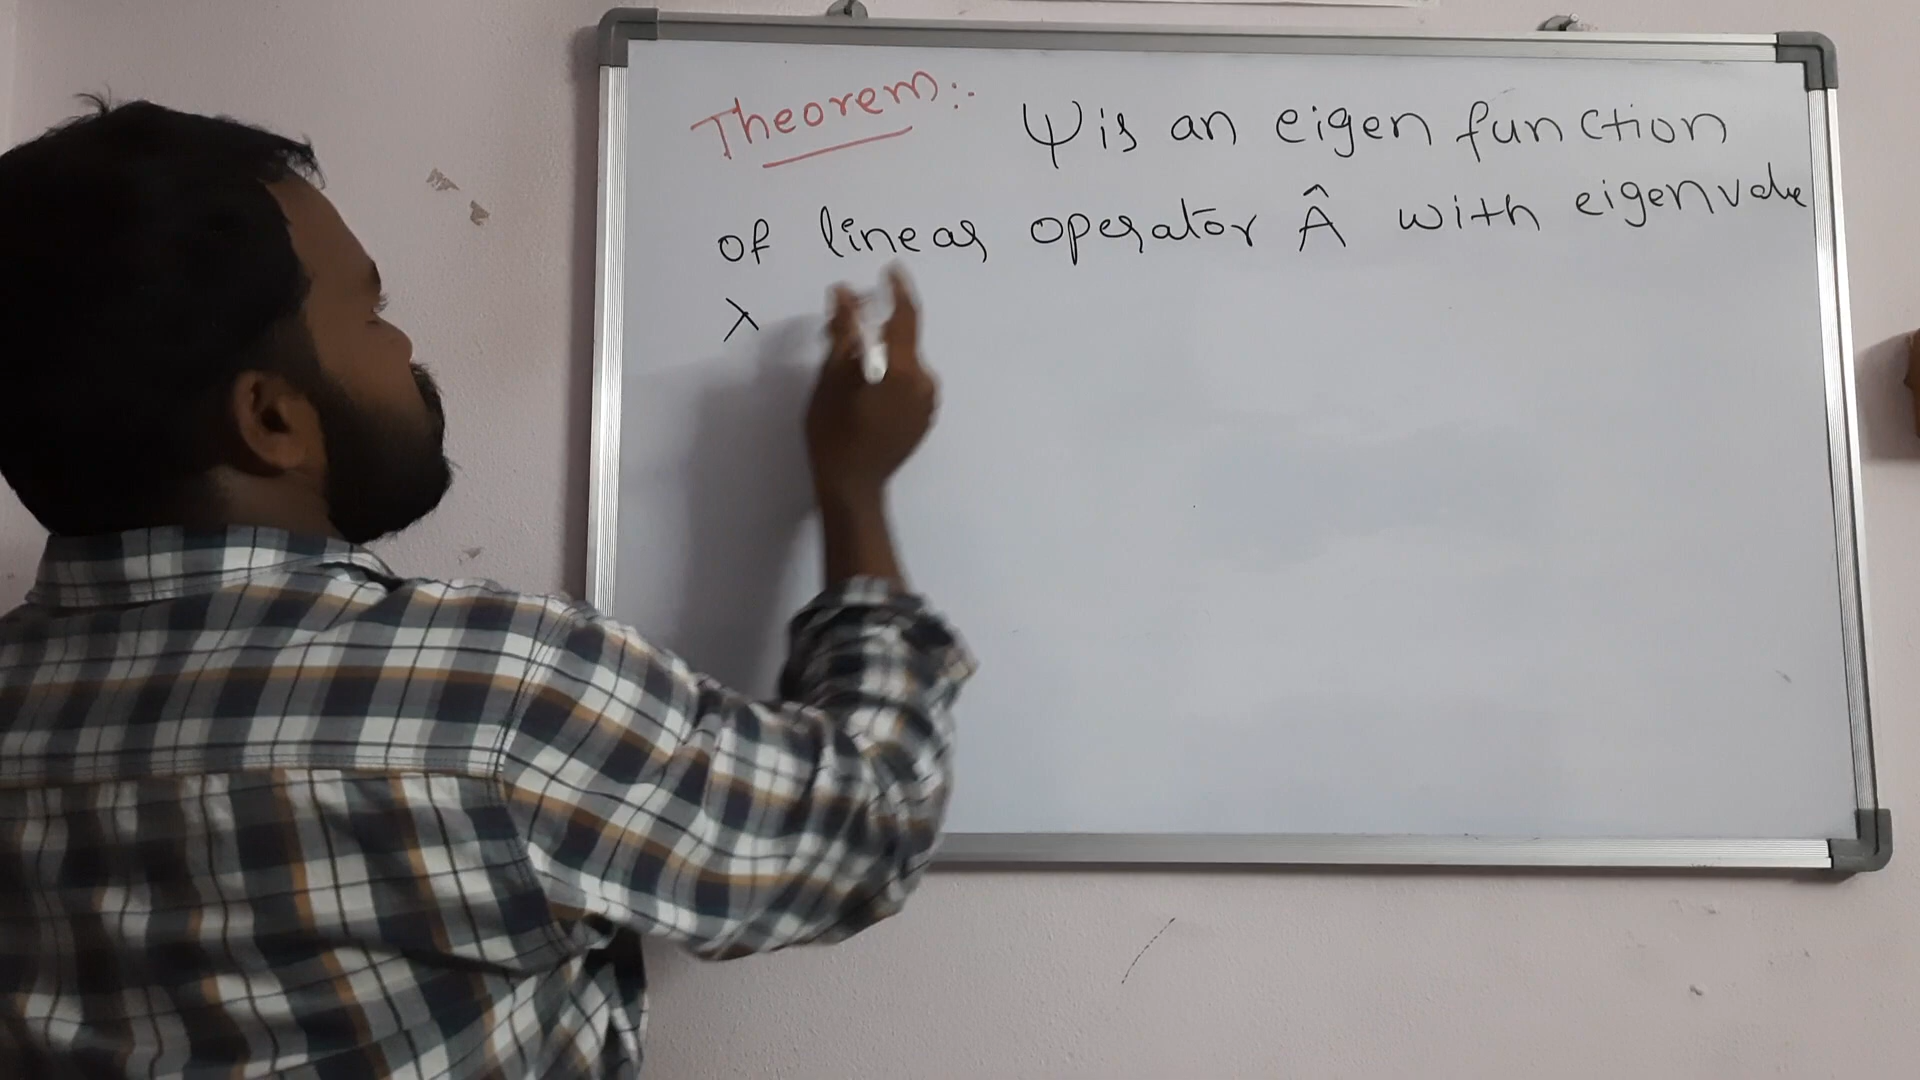 Theorem:- Ψ is an eigen function
of linear operator Â with eigenvalue
λ